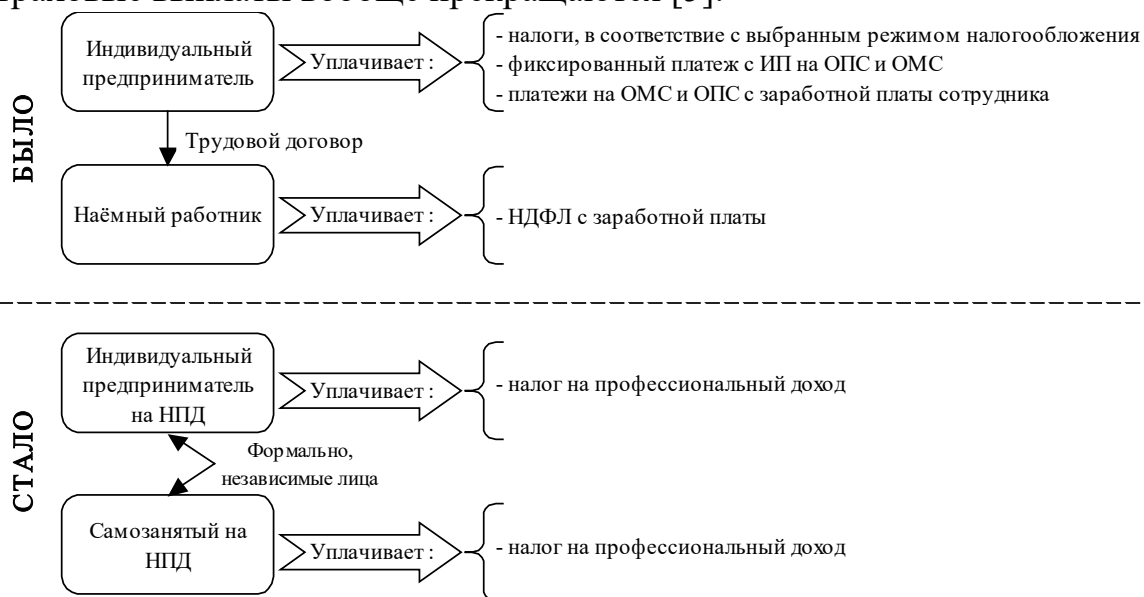 траховые выплаты вообще прекращаются [5].
БЫЛО
Индивидуальный
предприниматель
Уплачивает :
- налоги, в соответствие с выбранным режимом налогообложения
- фиксированный платеж с ИП на ОПС и ОМС
- платежи на ОМС и ОПС с заработной платы сотрудника
Трудовой договор
Наёмный работник
Уплачивает :
- НДФЛ с заработной платы
СТАЛО
Индивидуальный
предприниматель
на НПД
Уплачивает :
- налог на профессиональный доход
Формально,
независимые лица
Самозанятый на
НПД
Уплачивает :
- налог на профессиональный доход